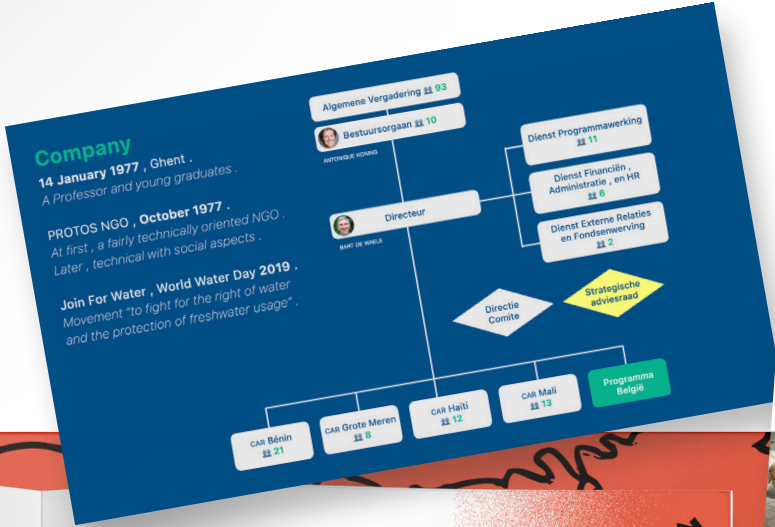 Company
14 January 1977 , Ghent .
A Professor and young graduates .
PROTOS NGO , October 1977 .
At first , a fairly technically oriented NGO .
Later , technical with social aspects .
Join For Water , World Water Day 2019 .
Movement "to fight for the right of water
and the protection of freshwater usage" .
Algemene Vergadering 93
Bestuursorgaan 10
ANTONIQUE KONING
Directeur
BART DE WAELE
Dienst Programmawerking
11
Dienst Financiën ,
Administratie , en HR
6
Dienst Externe Relaties
en Fondsenwerving
2
Directie
Comite
Strategische
adviesraad
CAR Bénin
21
CAR Grote Meren
8
CAR Haïti
12
CAR Mali
13
Programma
België